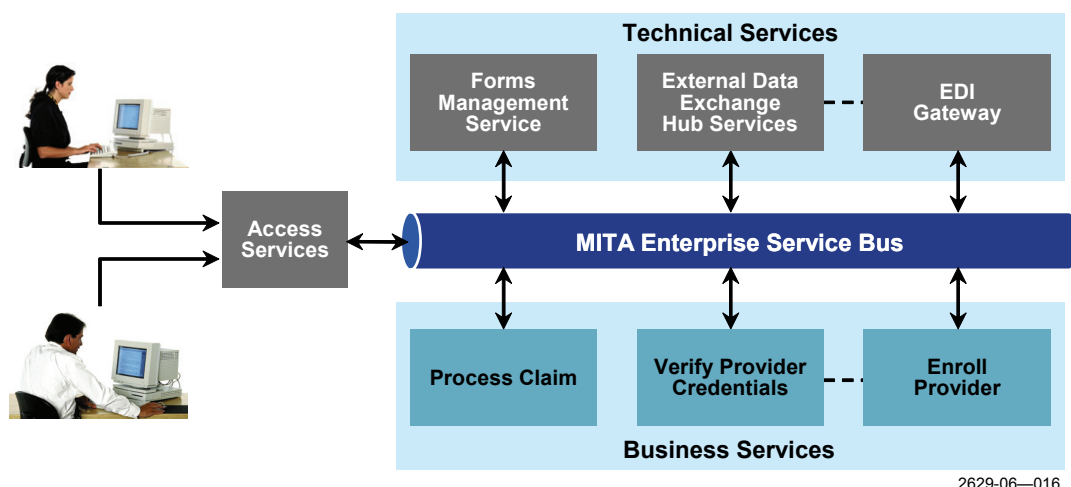 Technical Services
Forms
Management
Service
External Data
Exchange
Hub Services
EDI
Gateway
Access
Services
MITA Enterprise Service Bus
Process Claim
Verify Provider
Credentials
Enroll
Provider
Business Services
2629-06—016